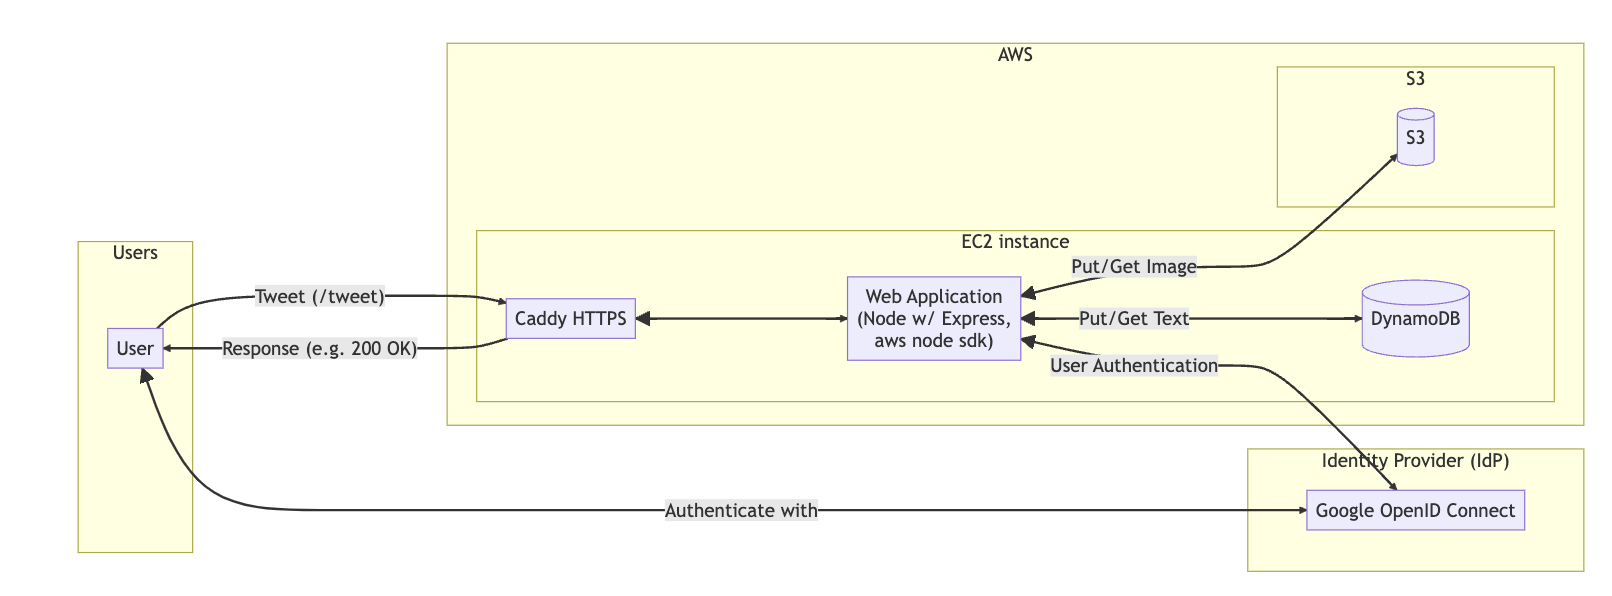 AWS
S3
S3
EC2 instance
Users
Put/Get Image
Tweet (/tweet)
Web Application
(Node w/ Express,
aws node sdk)
Caddy HTTPS
Put/Get Text
DynamoDB
User
Response (e.g. 200 OK)
User Authentication
Identity Provider (IdP)
Authenticate with
Google OpenID Connect